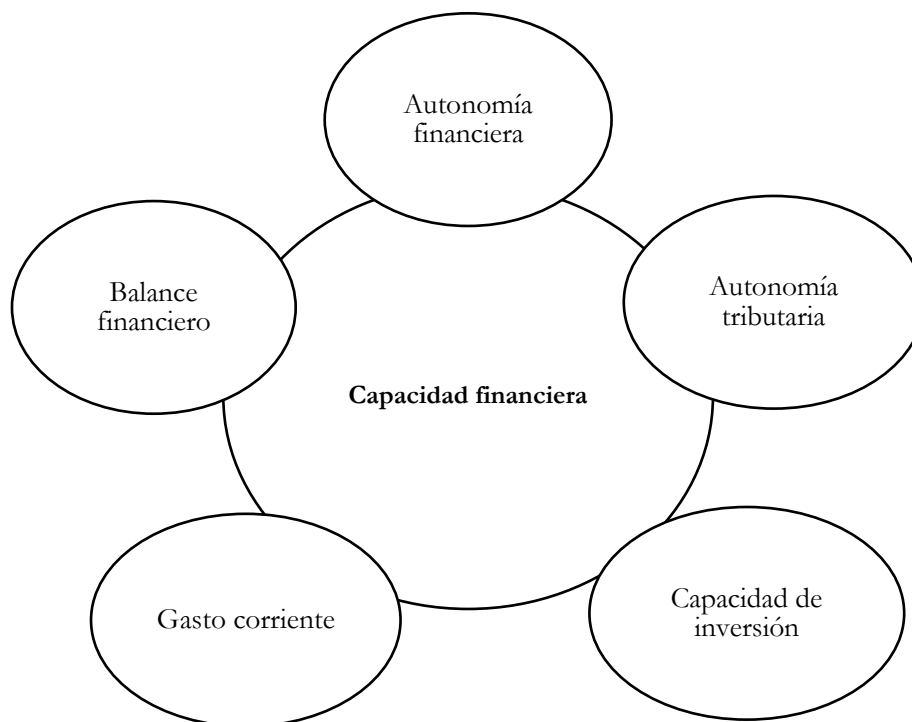 Autonomía
financiera
Balance
financiero
Autonomía
tributaria
Capacidad financiera
Gasto corriente
Capacidad de
inversión